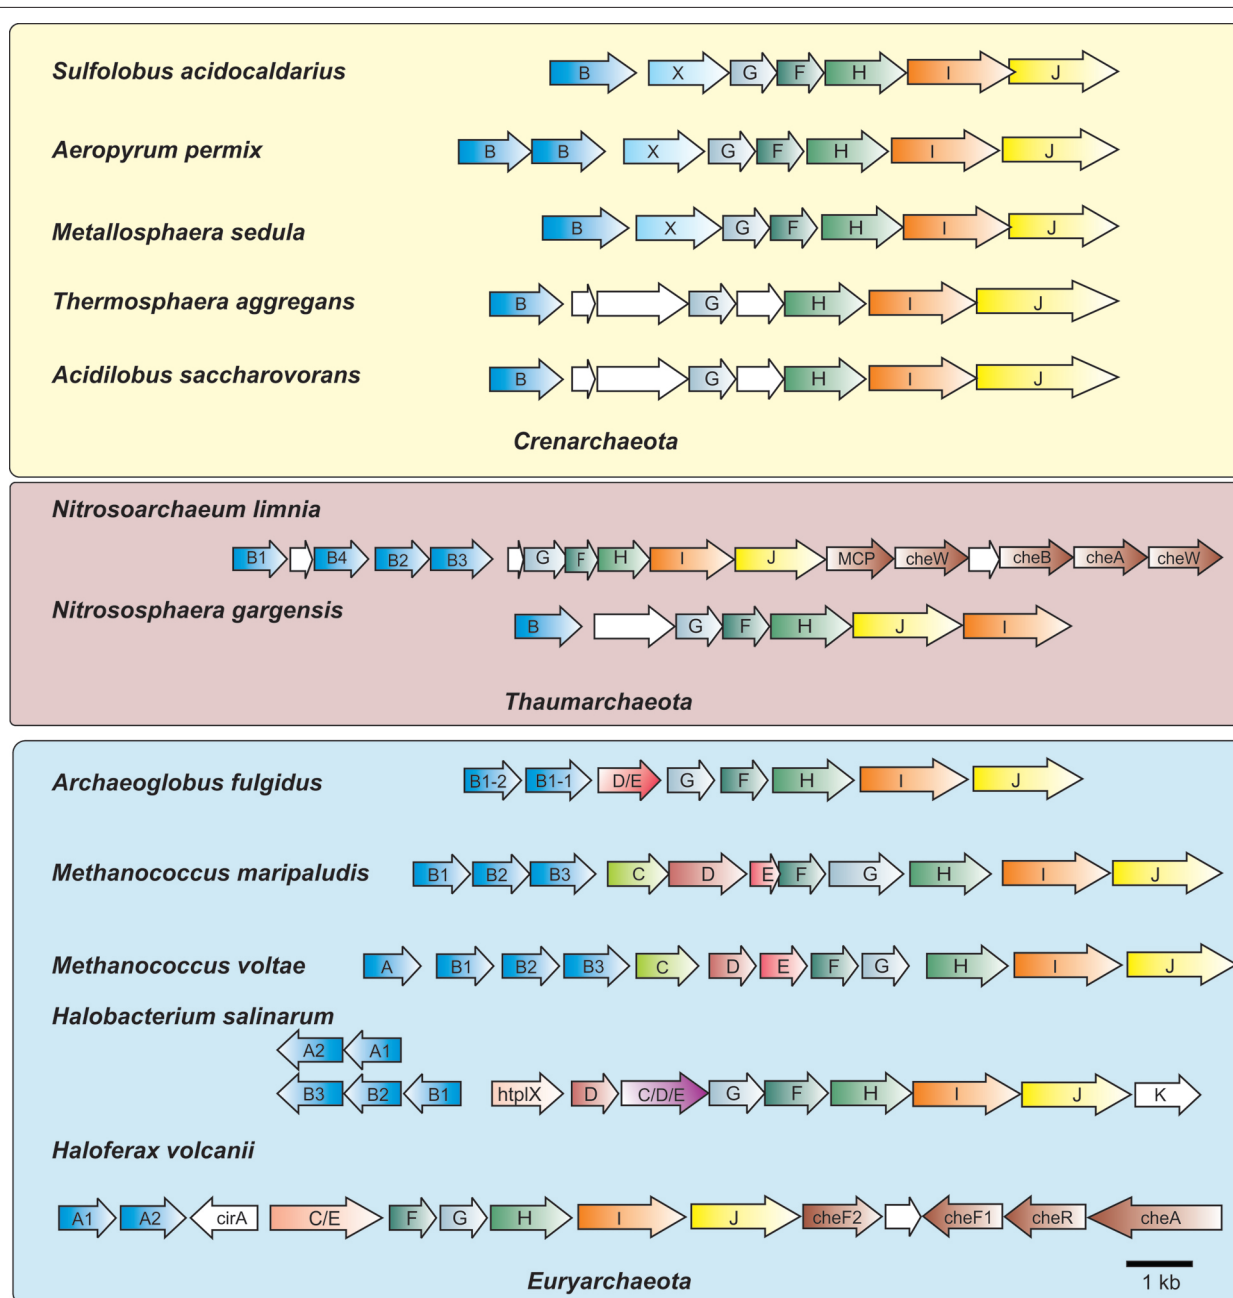 Sulfolobus acidocaldarius
B X G F H I J
Aeropyrum permix
B B X G F H I J
Metallosphaera sedula
B X G F H I J
Thermosphaera aggregans
B G H I J
Acidilobus saccharovorans
B G H I J
Crenarchaeota
Nitrosoarchaeum limnia
B1 B4 B2 B3 G F H I J MCP cheW cheB cheA cheW
Nitrososphaera gargensis
B G F H J I
Thaumarchaeota
Archaeoglobus fulgidus
B1-2 B1-1 D/E G F H I J
Methanococcus maripaludis
B1 B2 B3 C D E F G H I J
Methanococcus voltae
A B1 B2 B3 C D E F G H I J
Halobacterium salinarum
A2 A1
B3 B2 B1 htpIX D C/D/E G F H I J K
Haloferax volcanii
A1 A2 cirA C/E F G H I J cheF2 cheF1 cheR cheA
Euryarchaeota
1 kb